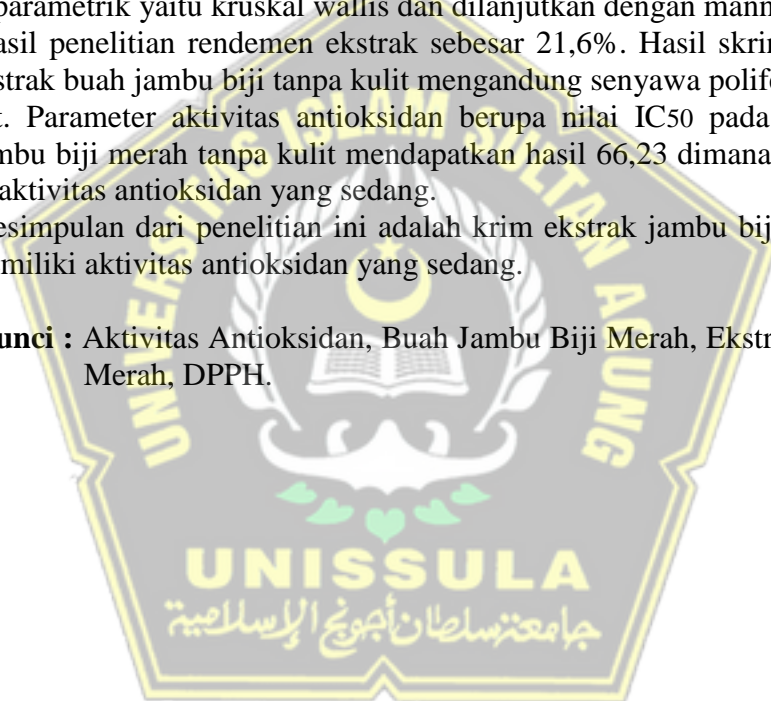 parametrik yaitu kruskal wallis dan dilanjutkan dengan mann
asil penelitian rendemen ekstrak sebesar 21,6%. Hasil skrin
strak buah jambu biji tanpa kulit mengandung senyawa polife
t. Parameter aktivitas antioksidan berupa nilai IC50 pada
mbu biji merah tanpa kulit mendapatkan hasil 66,23 dimana
aktivitas antioksidan yang sedang.
esimpulan dari penelitian ini adalah krim ekstrak jambu bij
miliki aktivitas antioksidan yang sedang.
unci : Aktivitas Antioksidan, Buah Jambu Biji Merah, Ekstr
Merah, DPPH.
UNIVERSITAS ISLAM SULTAN AGUNG
UNISSULA
جامعة سلطان أجونج الإسلامية